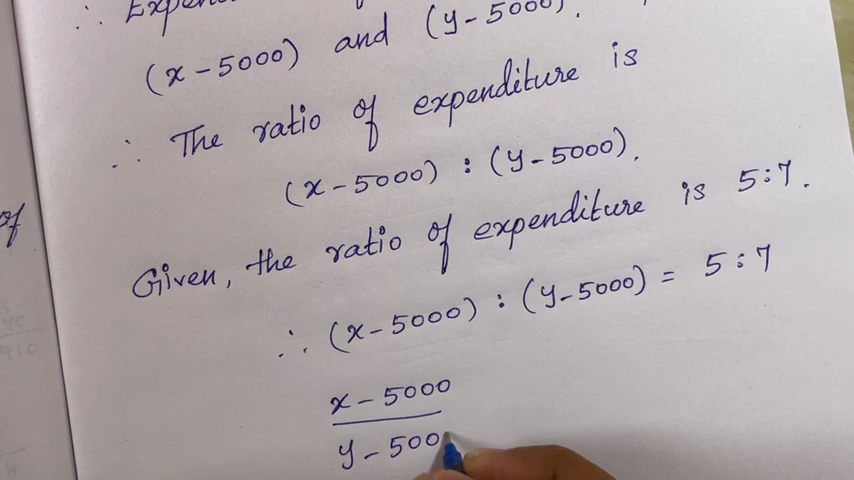 ∴
(x - 5000) and (y - 5000).
∴ The ratio of expenditure is
(x - 5000) : (y - 5000).
Given, the ratio of expenditure is 5:7.
∴ (x - 5000) : (y - 5000) = 5 : 7
x - 5000
y - 500
of